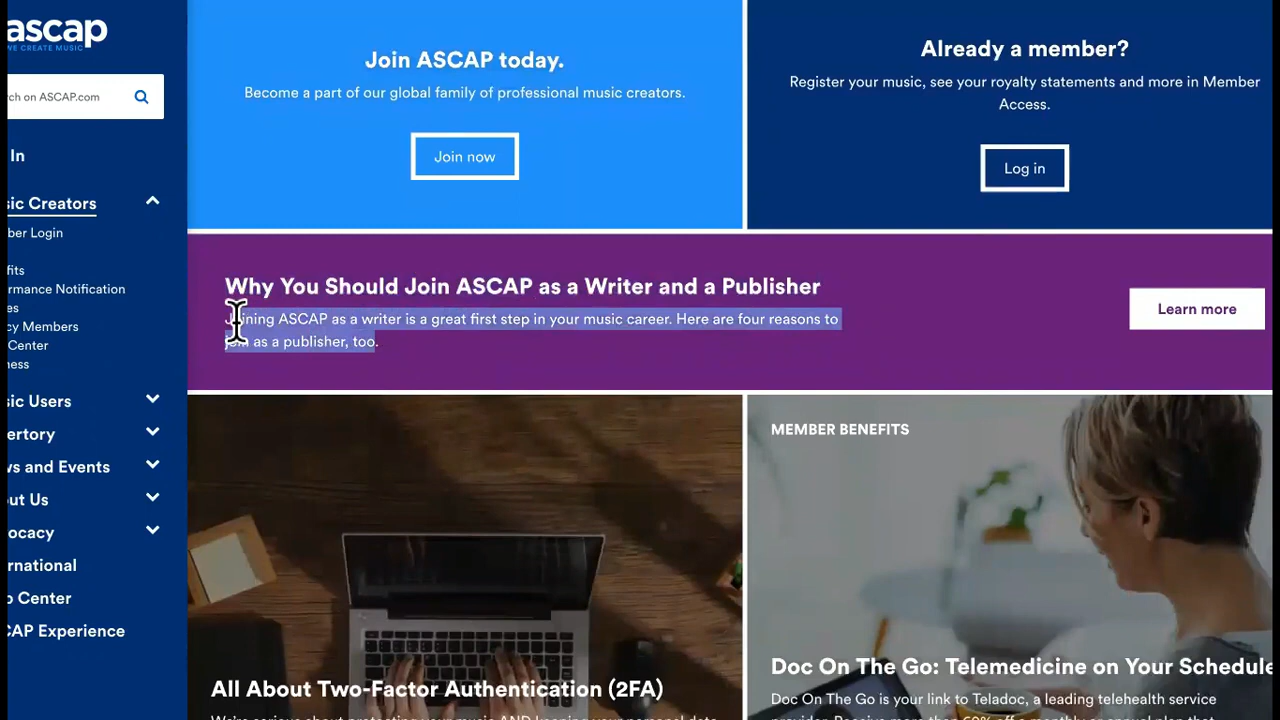 ascap
WE CREATE MUSIC
rch on ASCAP.com
In
sic Creators
ber Login
fits
ormance Notification
es
cy Members
Center
ness
sic Users
ertory
ws and Events
out Us
ocacy
rnational
p Center
CAP Experience
Join ASCAP today.
Become a part of our global family of professional music creators.
Join now
Already a member?
Register your music, see your royalty statements and more in Member
Access.
Log in
Why You Should Join ASCAP as a Writer and a Publisher
Joining ASCAP as a writer is a great first step in your music career. Here are four reasons to
join as a publisher, too.
Learn more
All About Two-Factor Authentication (2FA)
MEMBER BENEFITS
Doc On The Go: Telemedicine on Your Schedule
Doc On The Go is your link to Teladoc, a leading telehealth service